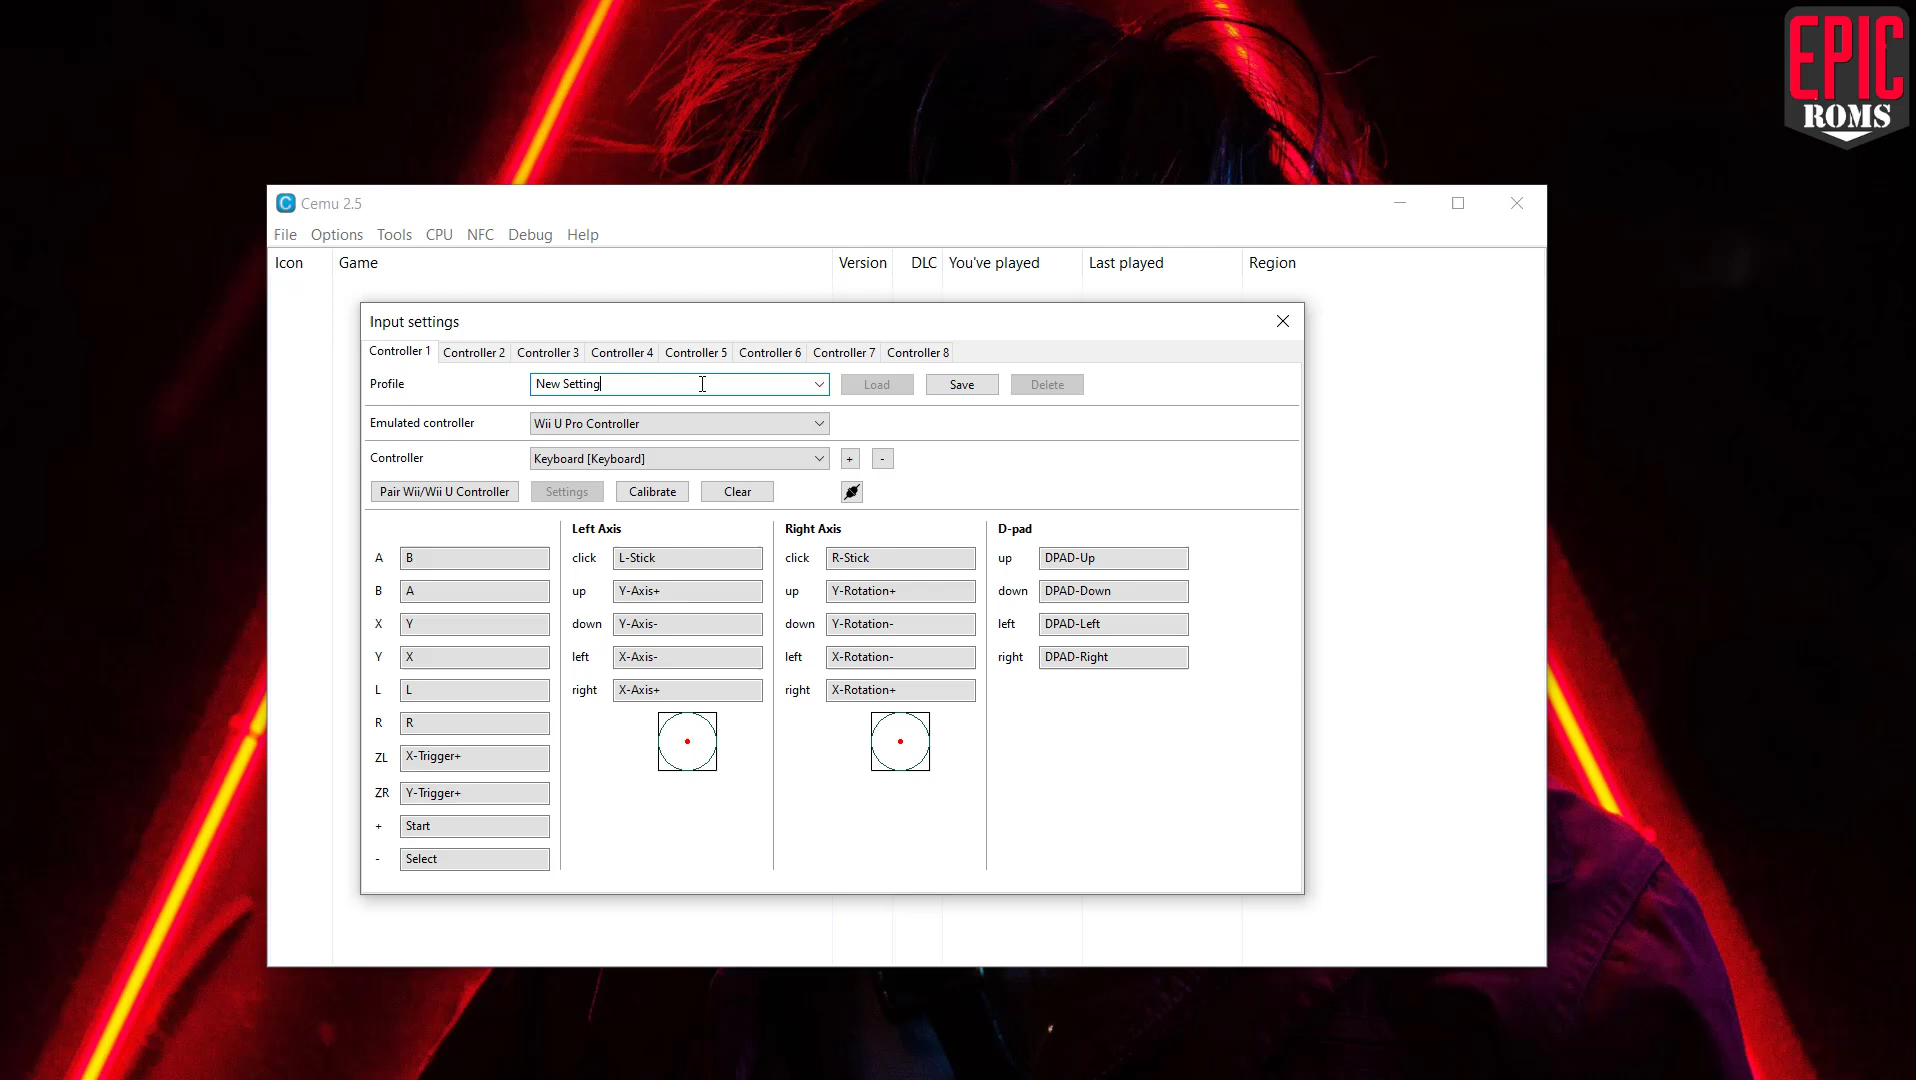 EPIC
ROMS
C Cemu 2.5
File Options Tools CPU NFC Debug Help
Icon Game Version DLC You've played Last played Region
Input settings
Controller 1 Controller 2 Controller 3 Controller 4 Controller 5 Controller 6 Controller 7 Controller 8
Profile New Setting Load Save Delete
Emulated controller Wii U Pro Controller
Controller Keyboard [Keyboard] + -
Pair Wii/Wii U Controller Settings Calibrate Clear
Left Axis Right Axis D-pad
A B click L-Stick click R-Stick up DPAD-Up
B A up Y-Axis+ up Y-Rotation+ down DPAD-Down
X Y down Y-Axis- down Y-Rotation- left DPAD-Left
Y X left X-Axis- left X-Rotation- right DPAD-Right
L L right X-Axis+ right X-Rotation+
R R
ZL X-Trigger+
ZR Y-Trigger+
+ Start
- Select